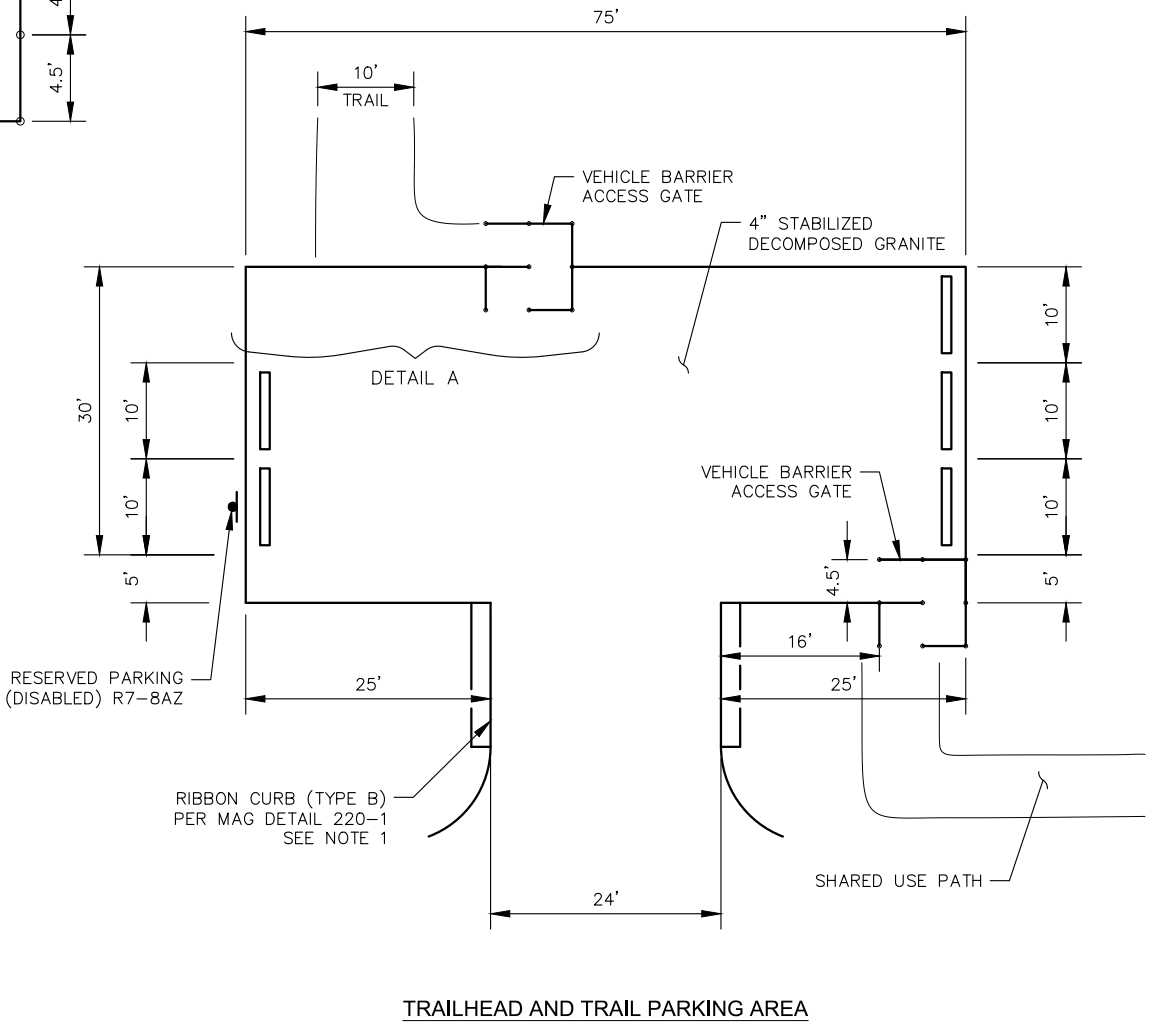 4.5'
75'
10'
TRAIL
VEHICLE BARRIER
ACCESS GATE
4" STABILIZED
DECOMPOSED GRANITE
DETAIL A
30'
10'
10'
5'
10'
10'
10'
5'
VEHICLE BARRIER
ACCESS GATE
4.5'
16'
RESERVED PARKING
(DISABLED) R7-8AZ
25'
25'
RIBBON CURB (TYPE B)
PER MAG DETAIL 220-1
SEE NOTE 1
SHARED USE PATH
24'
TRAILHEAD AND TRAIL PARKING AREA